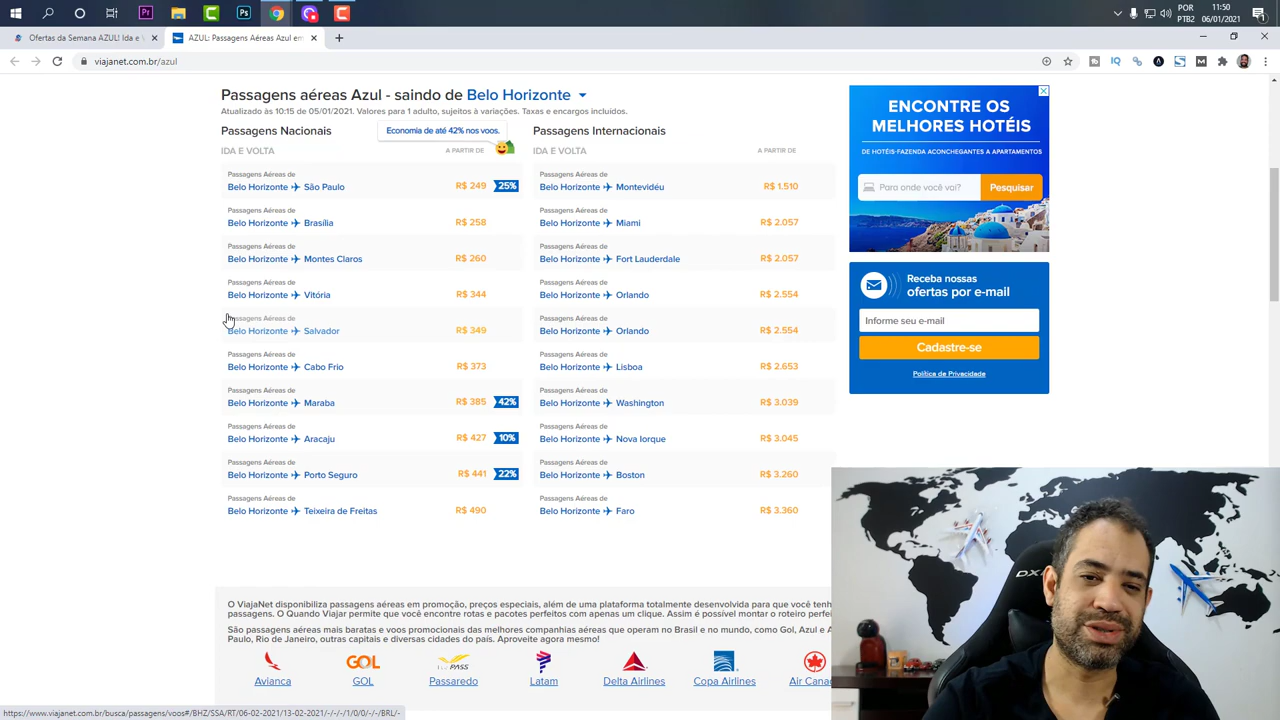 POR
PTB2
11:50
06/01/2021
Ofertas da Semana AZUL! Ida e V
AZUL: Passagens Aéreas Azul em
viajanet.com.br/azul
Passagens aéreas Azul - saindo de Belo Horizonte
Atualizado às 10:15 de 05/01/2021. Valores para 1 adulto, sujeitos à variações. Taxas e encargos incluídos.
Passagens Nacionais
Economia de até 42% nos voos.
IDA E VOLTA
A PARTIR DE
Passagens Aéreas de
Belo Horizonte São Paulo R$ 249 25%
Passagens Aéreas de
Belo Horizonte Brasília R$ 258
Passagens Aéreas de
Belo Horizonte Montes Claros R$ 260
Passagens Aéreas de
Belo Horizonte Vitória R$ 344
Passagens Aéreas de
Belo Horizonte Salvador R$ 349
Passagens Aéreas de
Belo Horizonte Cabo Frio R$ 373
Passagens Aéreas de
Belo Horizonte Maraba R$ 385 42%
Passagens Aéreas de
Belo Horizonte Aracaju R$ 427 10%
Passagens Aéreas de
Belo Horizonte Porto Seguro R$ 441 22%
Passagens Aéreas de
Belo Horizonte Teixeira de Freitas R$ 490
Passagens Internacionais
IDA E VOLTA
A PARTIR DE
Passagens Aéreas de
Belo Horizonte Montevidéu R$ 1.510
Passagens Aéreas de
Belo Horizonte Miami R$ 2.057
Passagens Aéreas de
Belo Horizonte Fort Lauderdale R$ 2.057
Passagens Aéreas de
Belo Horizonte Orlando R$ 2.554
Passagens Aéreas de
Belo Horizonte Orlando R$ 2.554
Passagens Aéreas de
Belo Horizonte Lisboa R$ 2.653
Passagens Aéreas de
Belo Horizonte Washington R$ 3.039
Passagens Aéreas de
Belo Horizonte Nova Iorque R$ 3.045
Passagens Aéreas de
Belo Horizonte Boston R$ 3.260
Passagens Aéreas de
Belo Horizonte Faro R$ 3.360
ENCONTRE OS
MELHORES HOTÉIS
DE HOTÉIS-FAZENDA ACONCHEGANTES A APARTAMENTOS
Para onde você vai?
Pesquisar
Receba nossas
ofertas por e-mail
Informe seu e-mail
Cadastre-se
Política de Privacidade
O ViajaNet disponibiliza passagens aéreas em promoção, preços especiais, além de uma plataforma totalmente desenvolvida para que você tenh
passagens. O Quando Viajar permite que você encontre rotas e pacotes perfeitos com apenas um clique. Assim é possível montar o roteiro perfei
São passagens aéreas mais baratas e voos promocionais das melhores companhias aéreas que operam no Brasil e no mundo, como Gol, Azul e A
Paulo, Rio de Janeiro, outras capitais e diversas cidades do país. Aproveite agora mesmo!
GOL
PASS
DX
Avianca
GOL
Passaredo
Latam
Delta Airlines
Copa Airlines
Air Cana
https://www.viajanet.com.br/busca/passagens/voos#/BHZ/SSA/RT/06-02-2021/13-02-2021/-/-/-/1/0/0/-/-/BRL/-